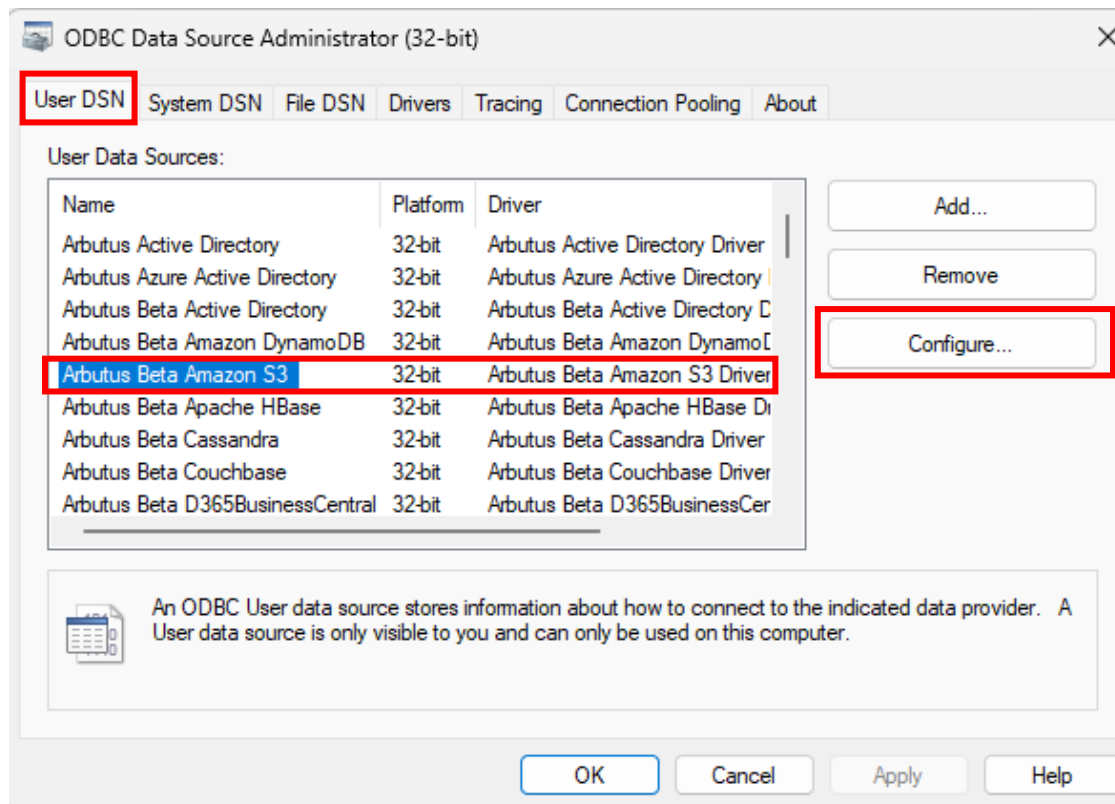 ODBC Data Source Administrator (32-bit)
User DSN System DSN File DSN Drivers Tracing Connection Pooling About
User Data Sources:
Name Platform Driver
Arbutus Active Directory 32-bit Arbutus Active Directory Driver
Arbutus Azure Active Directory 32-bit Arbutus Azure Active Directory
Arbutus Beta Active Directory 32-bit Arbutus Beta Active Directory
Arbutus Beta Amazon DynamoDB 32-bit Arbutus Beta Amazon
Arbutus Beta Amazon S3 32-bit Arbutus Beta Amazon S3 Driver
Arbutus Beta Apache HBase 32-bit Arbutus Beta Apache HBase
Arbutus Beta Cassandra 32-bit Arbutus Beta Cassandra Driver
Arbutus Beta Couchbase 32-bit Arbutus Beta Couchbase Driver
Arbutus Beta D365BusinessCentral 32-bit Arbutus Beta D365BusinessCer
Add...
Remove
Configure...
An ODBC User data source stores information about how to connect to the indicated data provider. A
User data source is only visible to you and can only be used on this computer.
OK Cancel Apply Help